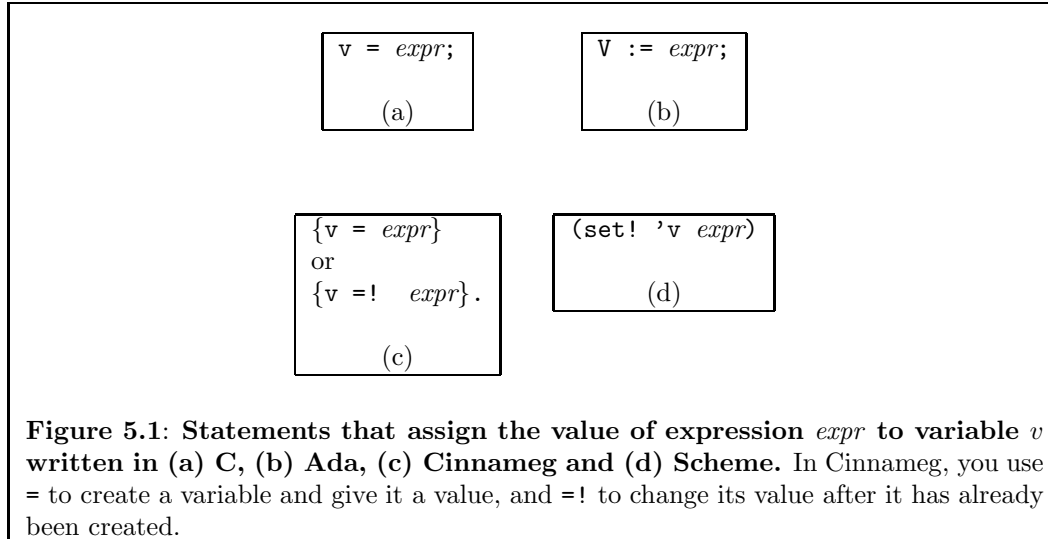 v = expr;
(a)
V := expr;
(b)
{v = expr}
or
{v =! expr}.
(c)
(set! ’v expr)
(d)
Figure 5.1: Statements that assign the value of expression expr to variable v
written in (a) C, (b) Ada, (c) Cinnameg and (d) Scheme. In Cinnameg, you use
= to create a variable and give it a value, and =! to change its value after it has already
been created.